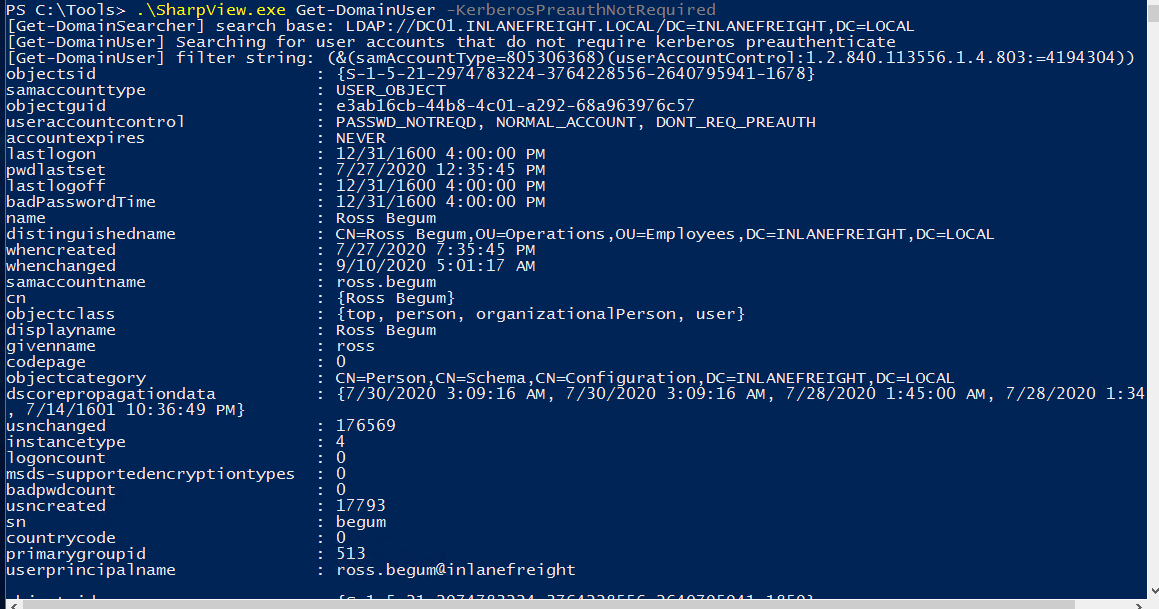 PS C:\Tools> .\SharpView.exe Get-DomainUser -KerberosPreauthNotRequired
[Get-DomainSearcher] search base: LDAP://DC01.INLANEFREIGHT.LOCAL/DC=INLANEFREIGHT,DC=LOCAL
[Get-DomainUser] Searching for user accounts that do not require kerberos preauthenticate
[Get-DomainUser] filter string: (&(samAccountType=805306368)(userAccountControl:1.2.840.113556.1.4.803:=4194304))
objectsid : {S-1-5-21-2974783224-3764228556-2640795941-1678}
samaccounttype : USER_OBJECT
objectguid : e3ab16cb-44b8-4c01-a292-68a963976c57
useraccountcontrol : PASSWD_NOTREQD, NORMAL_ACCOUNT, DONT_REQ_PREAUTH
accountexpires : NEVER
lastlogon : 12/31/1600 4:00:00 PM
pwdlastset : 7/27/2020 12:35:45 PM
lastlogoff : 12/31/1600 4:00:00 PM
badPasswordTime : 12/31/1600 4:00:00 PM
name : Ross Begum
distinguishedname : CN=Ross Begum,OU=Operations,OU=Employees,DC=INLANEFREIGHT,DC=LOCAL
whencreated : 7/27/2020 7:35:45 PM
whenchanged : 9/10/2020 5:01:17 AM
samaccountname : ross.begum
cn : {Ross Begum}
objectclass : {top, person, organizationalPerson, user}
displayname : Ross Begum
givenname : ross
codepage : 0
objectcategory : CN=Person,CN=Schema,CN=Configuration,DC=INLANEFREIGHT,DC=LOCAL
dscorepropagationdata : {7/30/2020 3:09:16 AM, 7/30/2020 3:09:16 AM, 7/28/2020 1:45:00 AM, 7/28/2020 1:34
, 7/14/1601 10:36:49 PM}
usnchanged : 176569
instancetype : 4
logoncount : 0
msds-supportedencryptiontypes : 0
badpwdcount : 0
usncreated : 17793
sn : begum
countrycode : 0
primarygroupid : 513
userprincipalname : ross.begum@inlanefreight